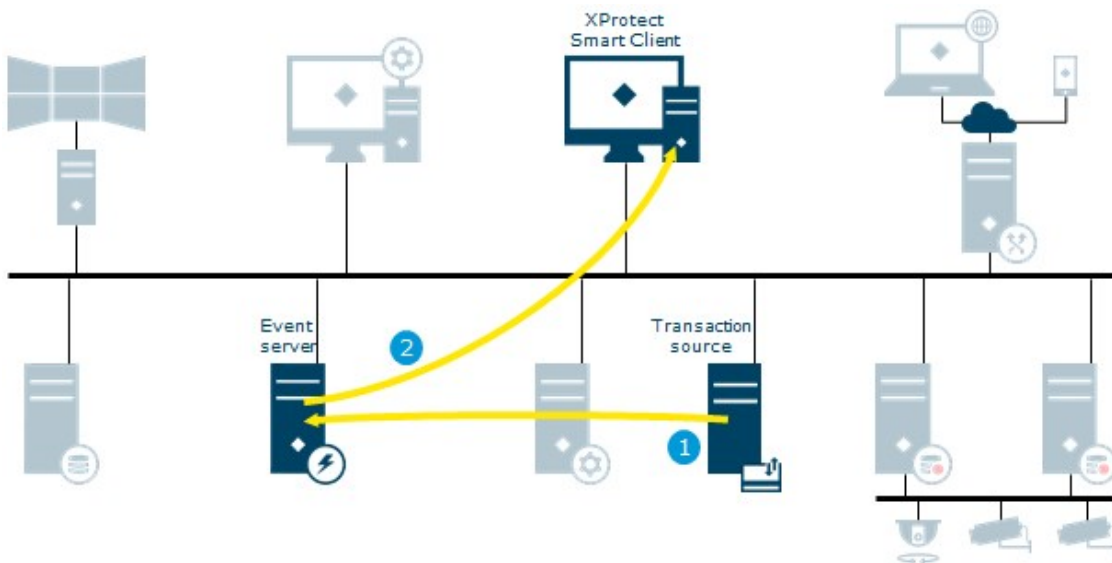 XProtect
Smart Client
Event
server
2
Transaction
source
1